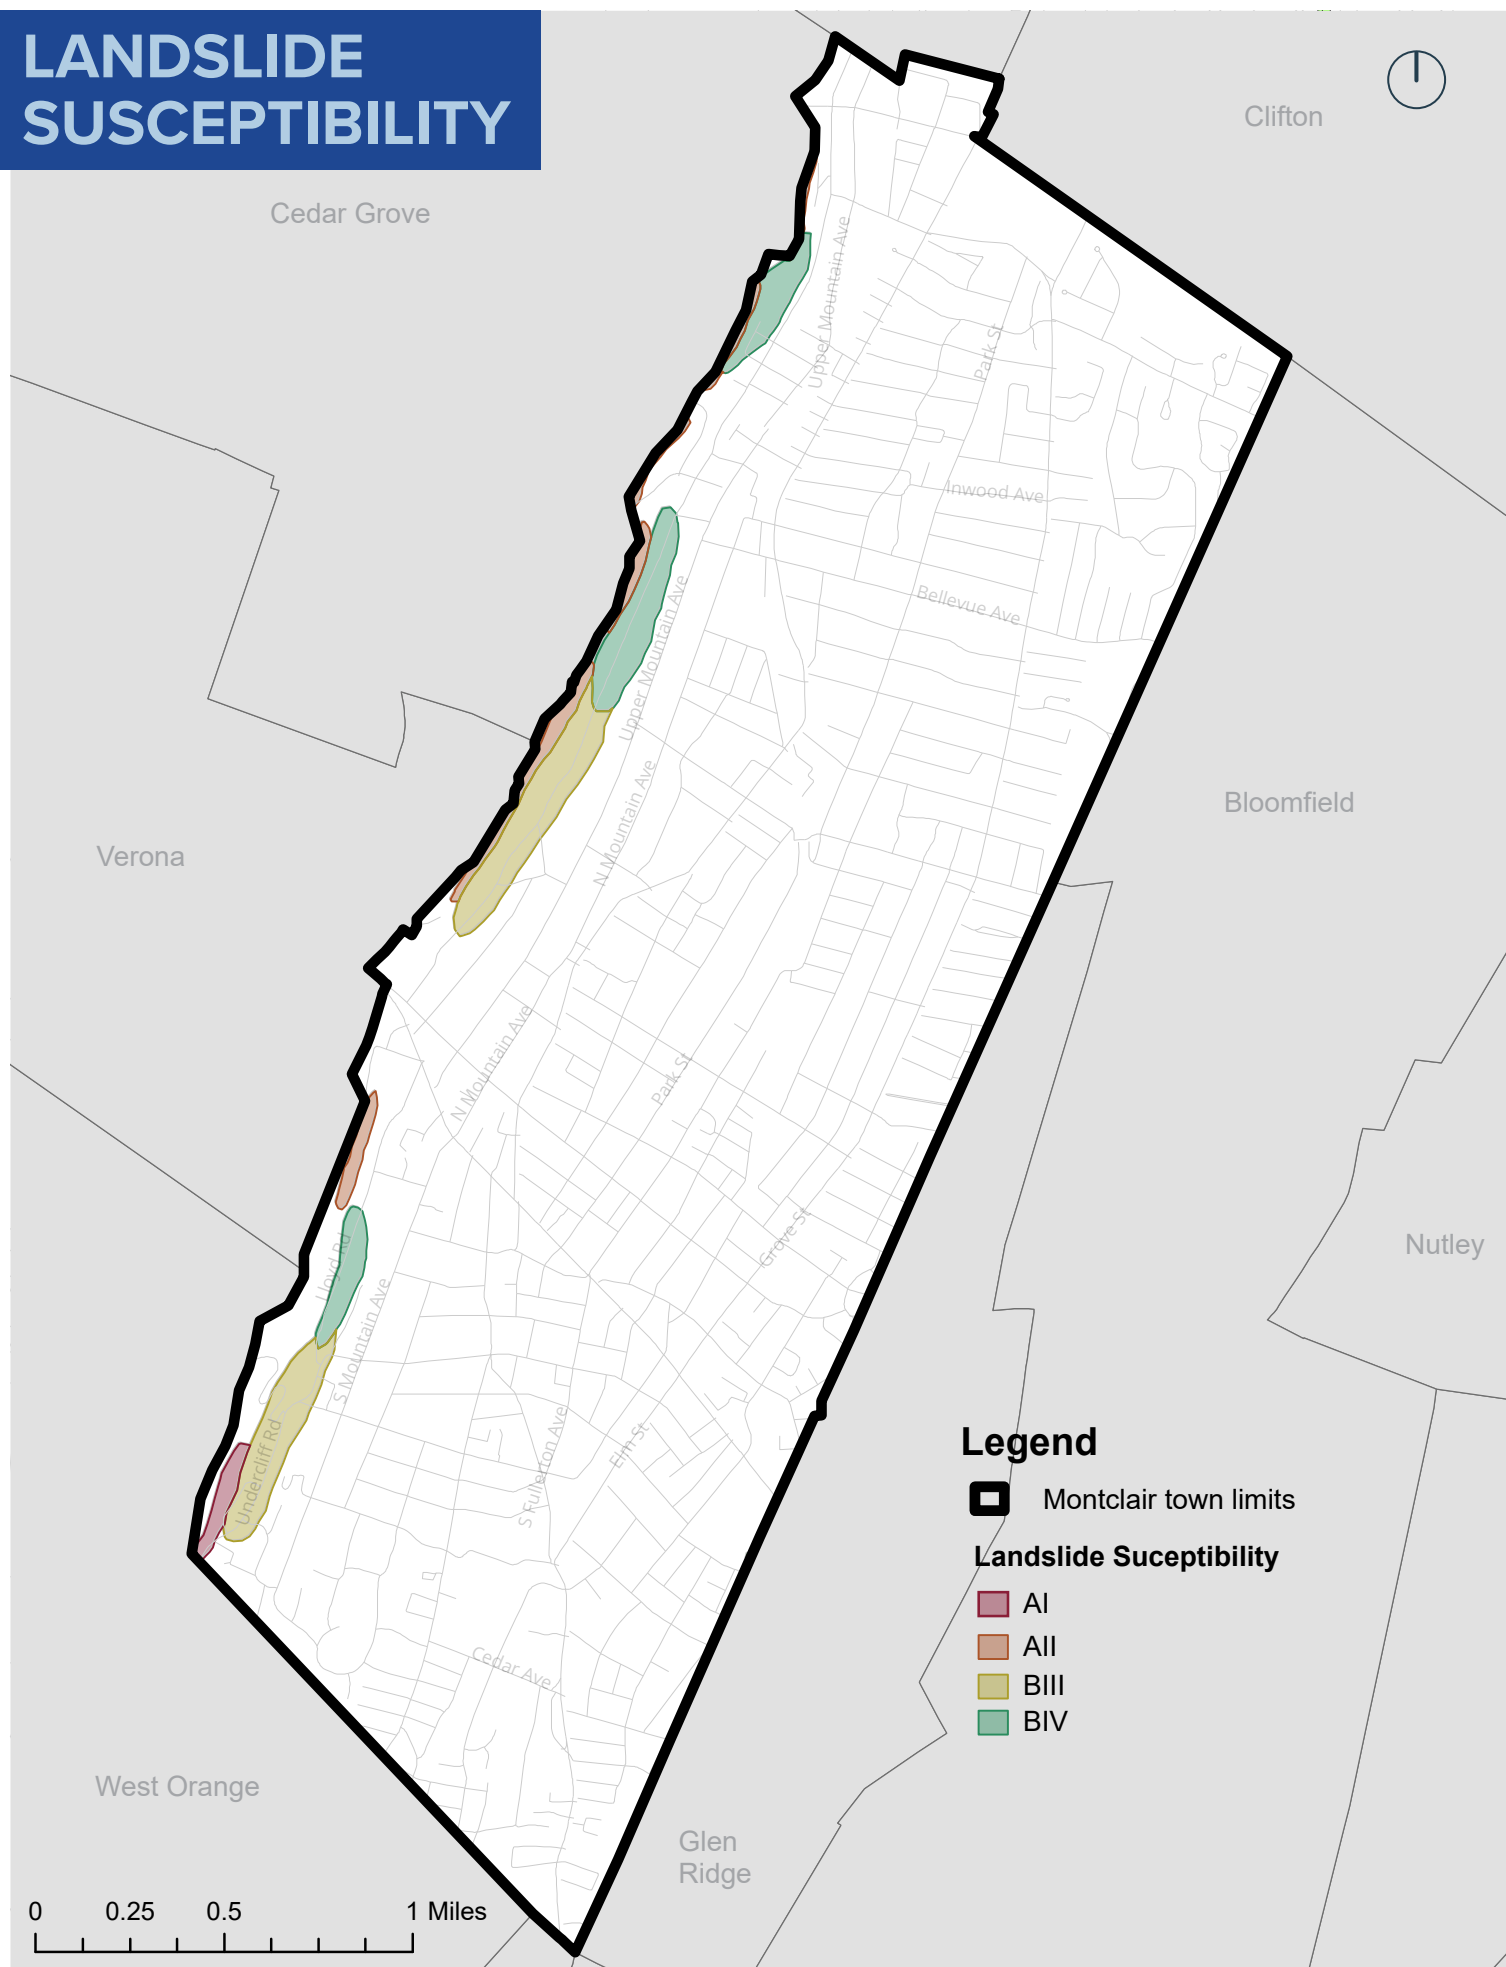 LANDSLIDE
SUSCEPTIBILITY
Clifton
Cedar Grove
Upper Mountain Ave
Park St
Inwood Ave
Bellevue Ave
Upper Mountain Ave
N Mountain Ave
Bloomfield
Verona
N Mountain Ave
Park St
Grove St
Nutley
Lloyd Rd
S Mountain Ave
Undercliff Rd
S Fullerton Ave
Elm St
Legend
Montclair town limits
Landslide Suceptibility
AI
AII
BIII
BIV
Cedar Ave
West Orange
Glen
Ridge
0 0.25 0.5 1 Miles